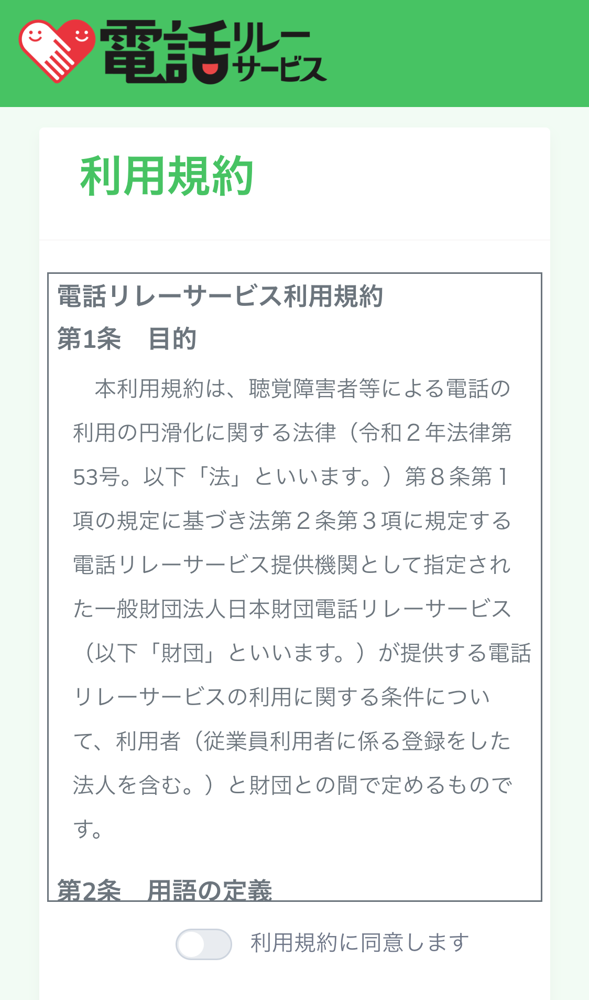 電話リレー
サービス
利用規約
電話リレーサービス利用規約
第1条　目的
　本利用規約は、聴覚障害者等による電話の
利用の円滑化に関する法律（令和２年法律第
53号。以下「法」といいます。）第８条第１
項の規定に基づき法第２条第３項に規定する
電話リレーサービス提供機関として指定され
た一般財団法人日本財団電話リレーサービス
（以下「財団」といいます。）が提供する電話
リレーサービスの利用に関する条件につい
て、利用者（従業員利用者に係る登録をした
法人を含む。）と財団との間で定めるもので
す。
第2条　用語の定義
利用規約に同意します